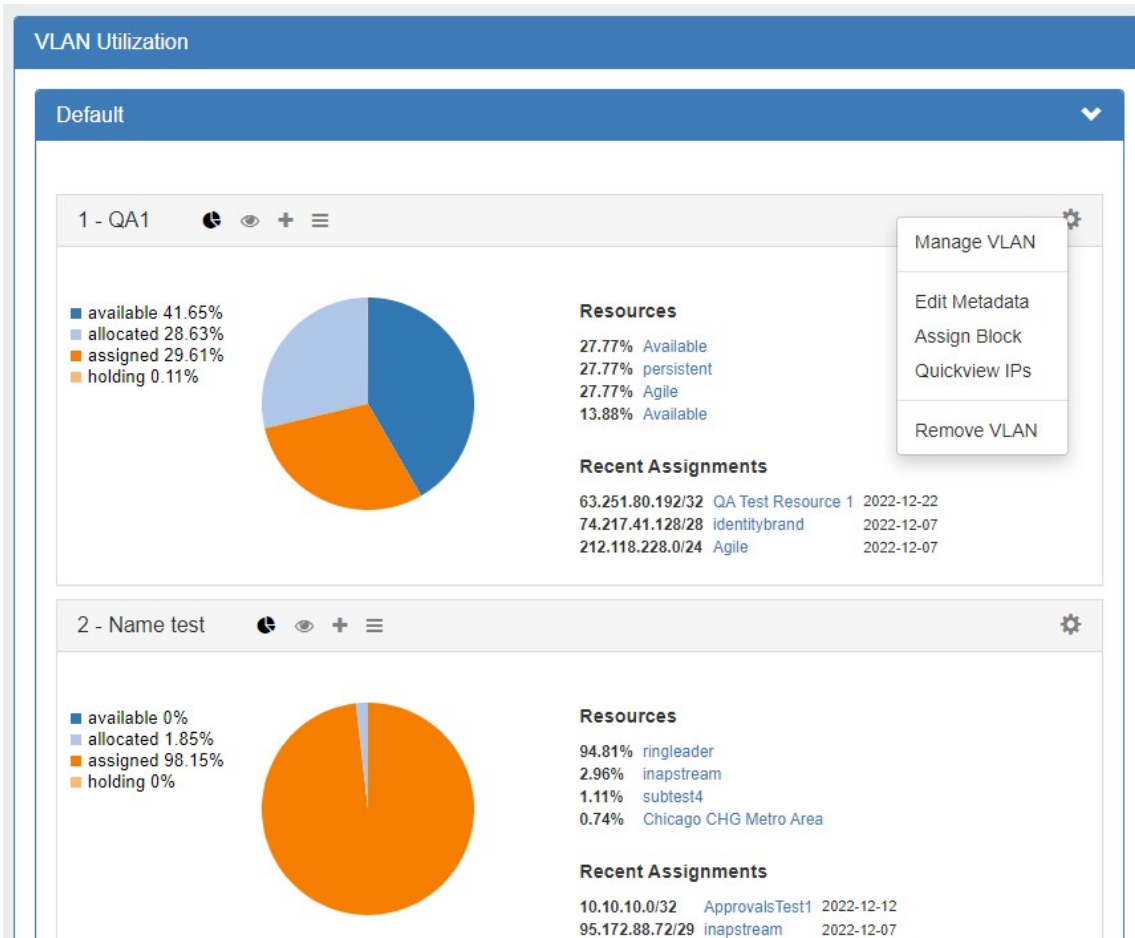 VLAN Utilization
Default
1 - QA1
available 41.65%
allocated 28.63%
assigned 29.61%
holding 0.11%
Resources
27.77% Available
27.77% persistent
27.77% Agile
13.88% Available
Recent Assignments
63.251.80.192/32 QA Test Resource 1 2022-12-22
74.217.41.128/28 identitybrand 2022-12-07
212.118.228.0/24 Agile 2022-12-07
Manage VLAN
Edit Metadata
Assign Block
Quickview IPs
Remove VLAN
2 - Name test
available 0%
allocated 1.85%
assigned 98.15%
holding 0%
Resources
94.81% ringleader
2.96% inapstream
1.11% subtest4
0.74% Chicago CHG Metro Area
Recent Assignments
10.10.10.0/32 ApprovalsTest1 2022-12-12
95.172.88.72/29 inapstream 2022-12-07